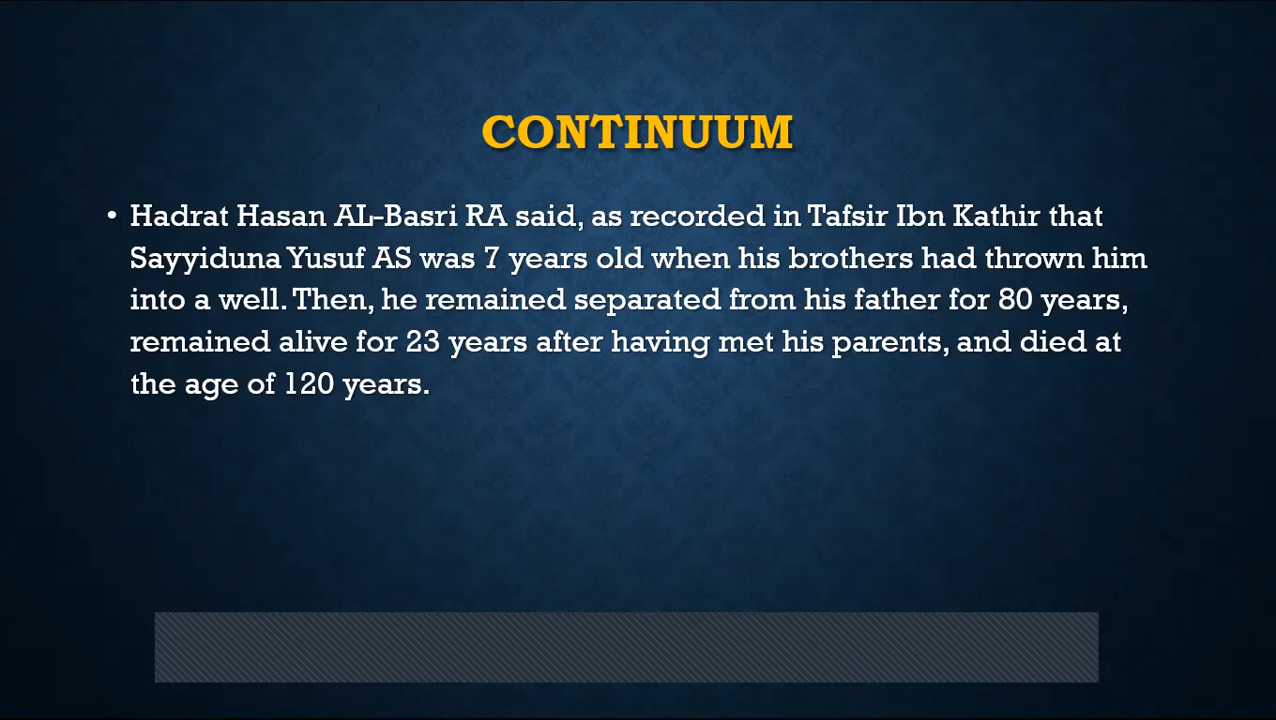 CONTINUUM
• Hadrat Hasan AL-Basri RA said, as recorded in Tafsir Ibn Kathir that
Sayyiduna Yusuf AS was 7 years old when his brothers had thrown him
into a well. Then, he remained separated from his father for 80 years,
remained alive for 23 years after having met his parents, and died at
the age of 120 years.